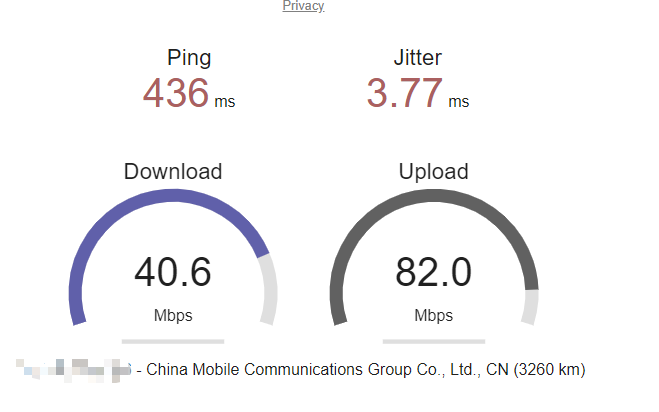 Privacy
Ping Jitter
436 ms 3.77 ms
Download Upload
40.6 82.0
Mbps Mbps
- China Mobile Communications Group Co., Ltd., CN (3260 km)